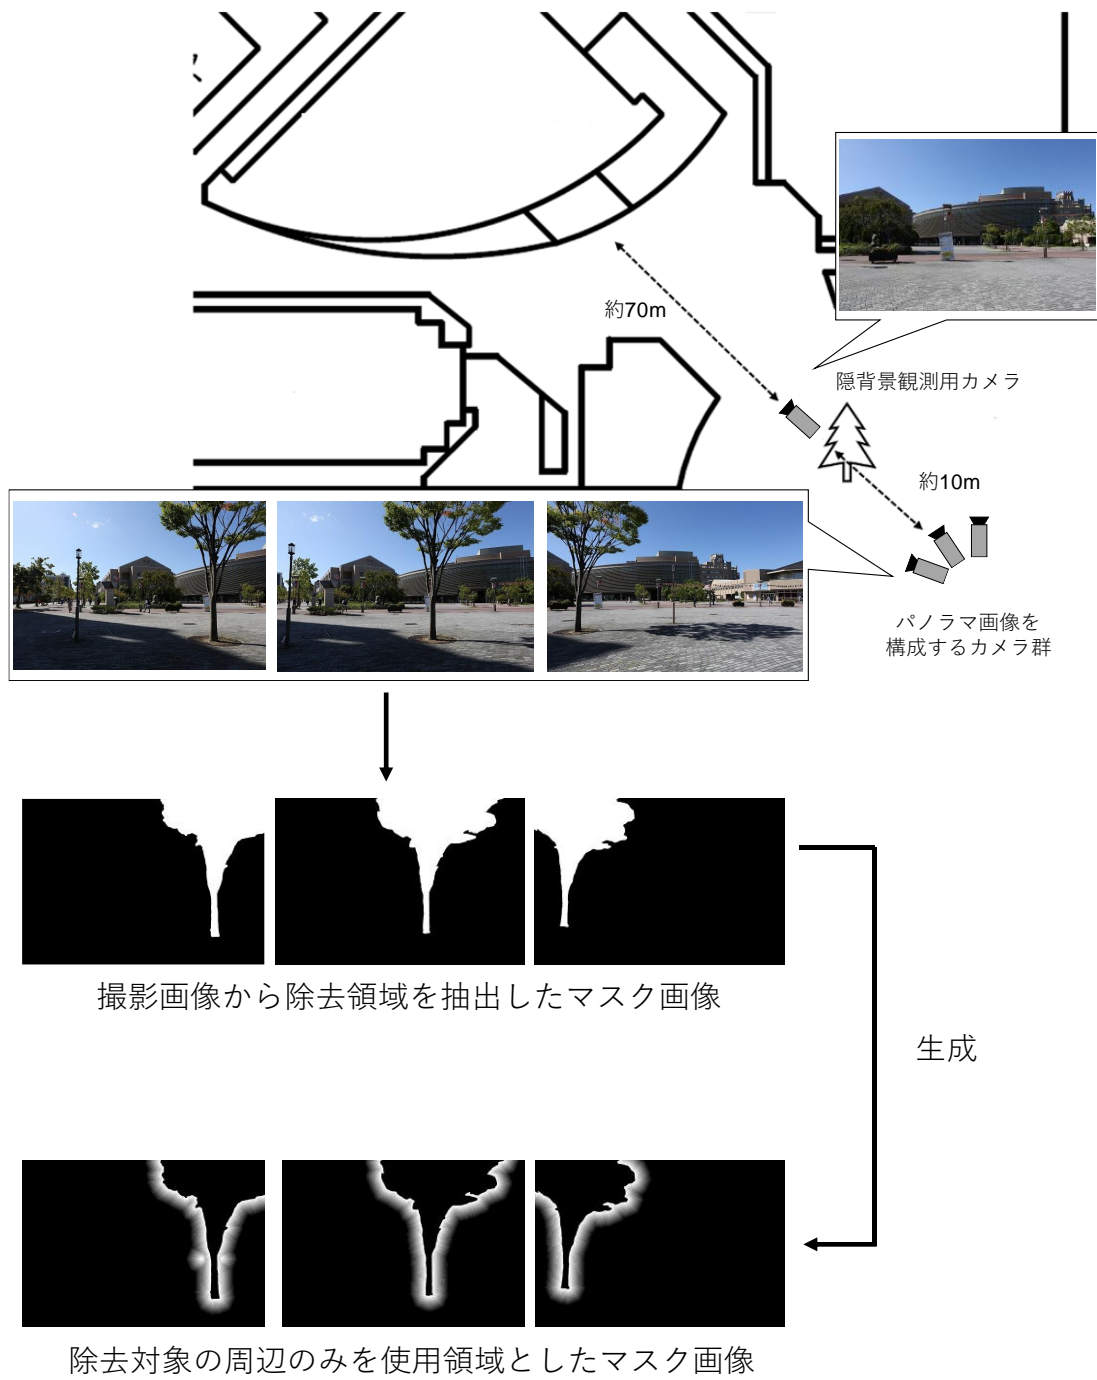 約70m
隠背景観測用カメラ
約10m
パノラマ画像を
構成するカメラ群
撮影画像から除去領域を抽出したマスク画像
生成
除去対象の周辺のみを使用領域としたマスク画像